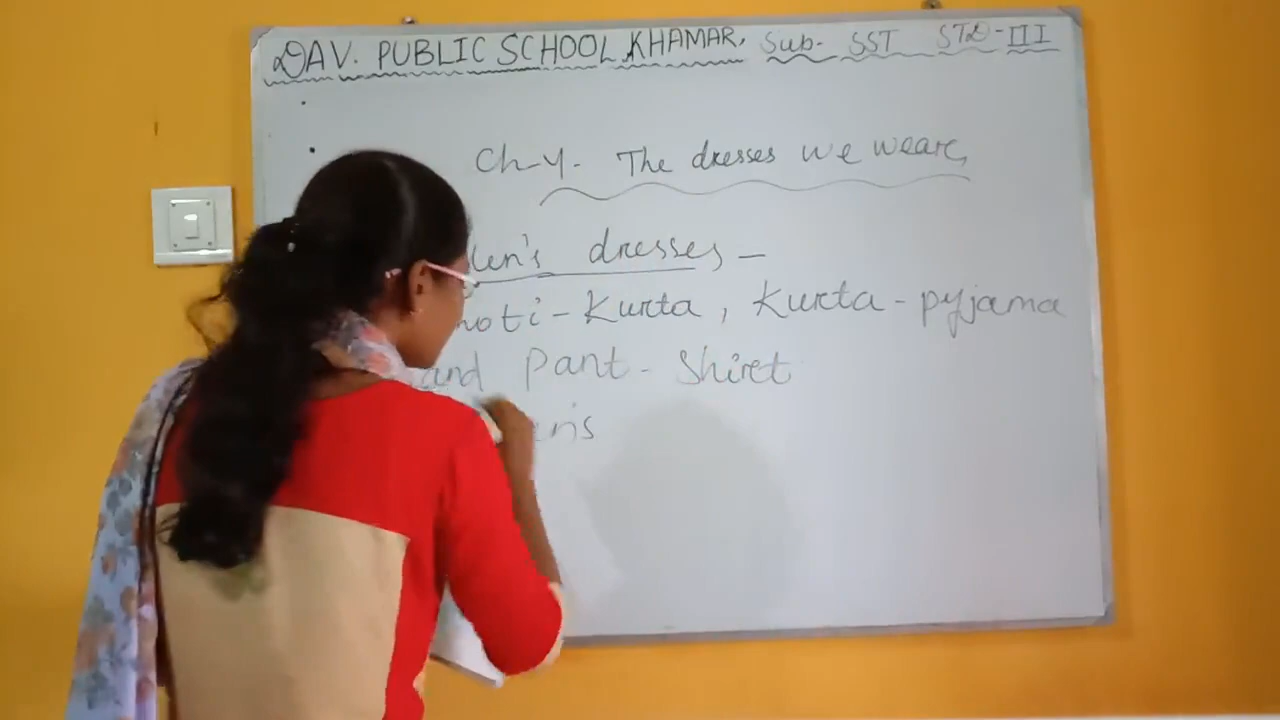 DAV. PUBLIC SCHOOL, KHAMAR, Sub- SST STD-III
Ch-4. The dresses we wear,
dresses -
- Kurta, Kurta - pyjama
and Pant - Shirt